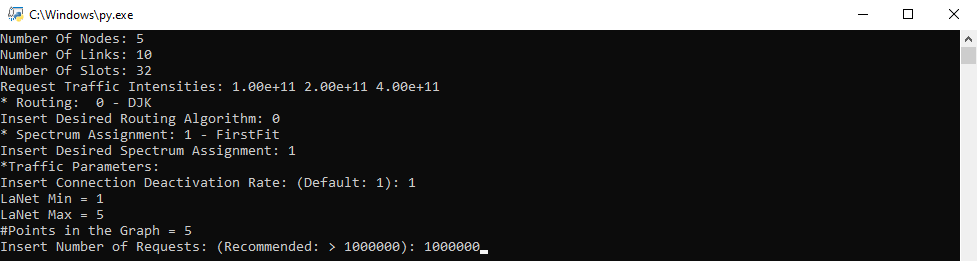 C:\Windows\py.exe
Number Of Nodes: 5
Number Of Links: 10
Number Of Slots: 32
Request Traffic Intensities: 1.00e+11 2.00e+11 4.00e+11
* Routing:  0 - DJK
Insert Desired Routing Algorithm: 0
* Spectrum Assignment: 1 - FirstFit
Insert Desired Spectrum Assignment: 1
*Traffic Parameters:
Insert Connection Deactivation Rate: (Default: 1): 1
LaNet Min = 1
LaNet Max = 5
#Points in the Graph = 5
Insert Number of Requests: (Recommended: > 1000000): 1000000